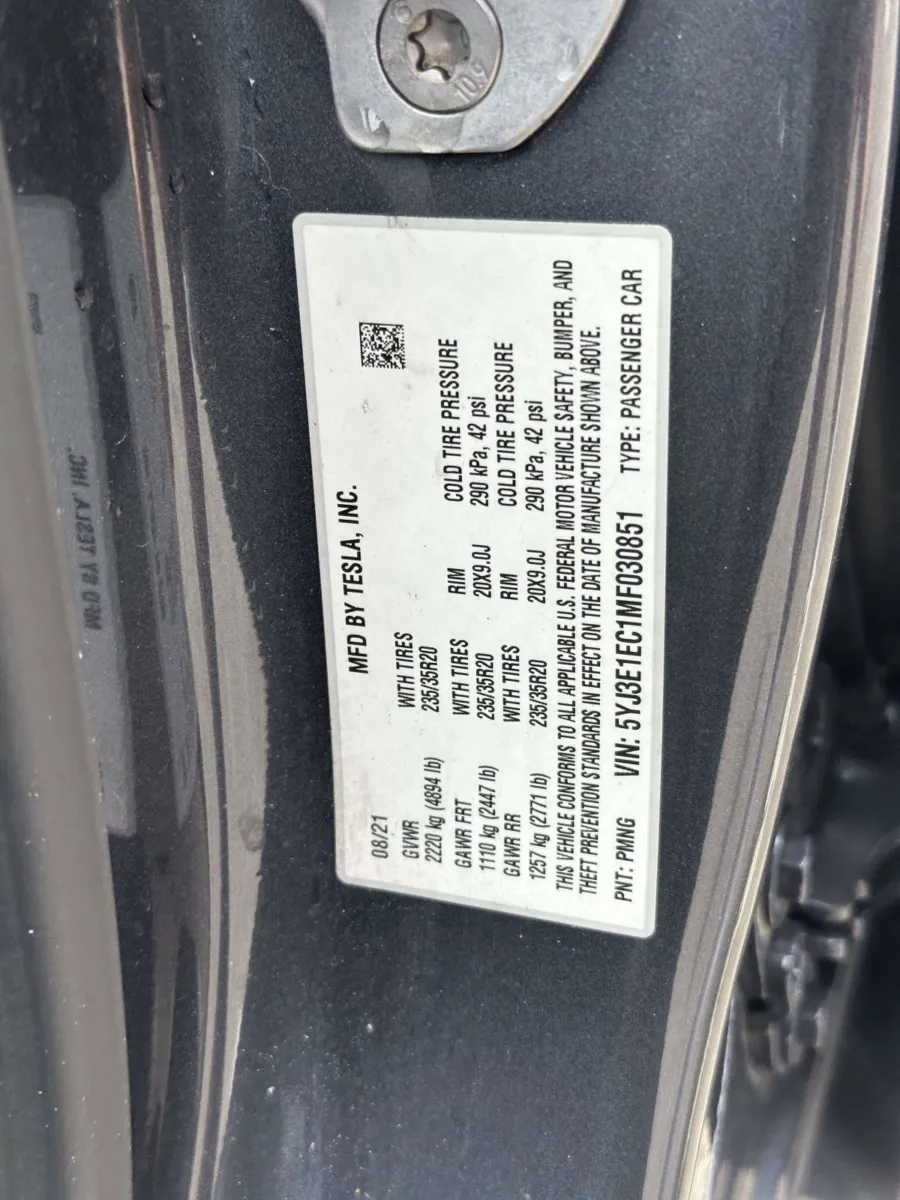 10.9
08/21 MFD BY TESLA, INC.
GVWR WITH TIRES
2220 kg (4894 lb) 235/35R20
GAWR FRT WITH TIRES RIM COLD TIRE PRESSURE
1110 kg (2447 lb) 235/35R20 20X9.0J 290 kPa, 42 psi
GAWR RR WITH TIRES RIM COLD TIRE PRESSURE
1257 kg (2771 lb) 235/35R20 20X9.0J 290 kPa, 42 psi
THIS VEHICLE CONFORMS TO ALL APPLICABLE U.S. FEDERAL MOTOR VEHICLE SAFETY, BUMPER, AND
THEFT PREVENTION STANDARDS IN EFFECT ON THE DATE OF MANUFACTURE SHOWN ABOVE.
PNT: PMNG VIN: 5YJ3E1EC1MF030851 TYPE: PASSENGER CAR